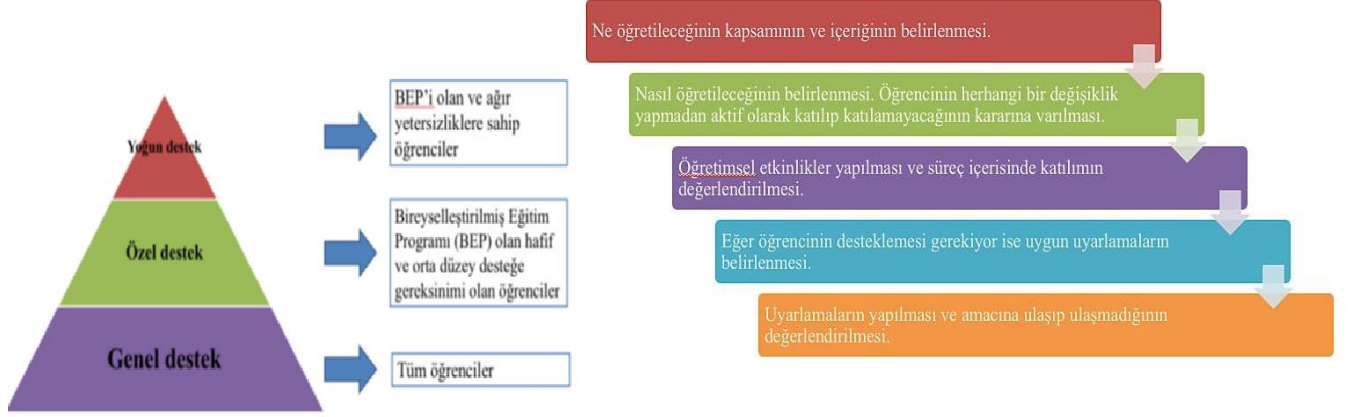 Yoğun destek
BEP'i olan ve ağır
yetersizliklere sahip
öğrenciler
Özel destek
Bireyselleştirilmiş Eğitim
Programı (BEP) olan hafif
ve orta düzey desteğe
gereksinimi olan öğrenciler
Genel destek
Tüm öğrenciler
Ne öğretileceğinin kapsamının ve içeriğinin belirlenmesi.
Nasıl öğretileceğinin belirlenmesi. Öğrencinin herhangi bir değişiklik
yapmadan aktif olarak katılıp katılamayacağının kararına varılması.
Öğretimsel etkinlikler yapılması ve süreç içerisinde katılımın
değerlendirilmesi.
Eğer öğrencinin desteklemesi gerekiyor ise uygun uyarlamaların
belirlenmesi.
Uyarlamaların yapılması ve amacına ulaşıp ulaşmadığının
değerlendirilmesi.